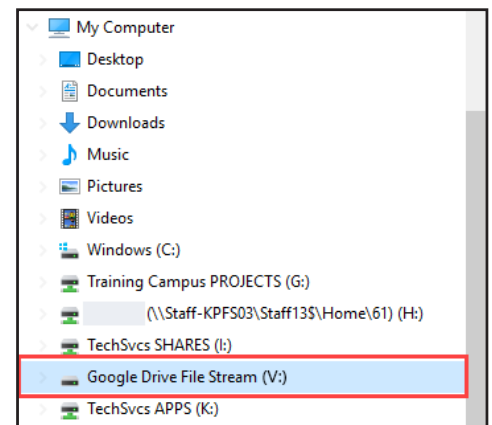 My Computer
Desktop
Documents
Downloads
Music
Pictures
Videos
Windows (C:)
Training Campus PROJECTS (G:)
(\\Staff-KPFS03\Staff13$\Home\61) (H:)
TechSvcs SHARES (I:)
Google Drive File Stream (V:)
TechSvcs APPS (K:)